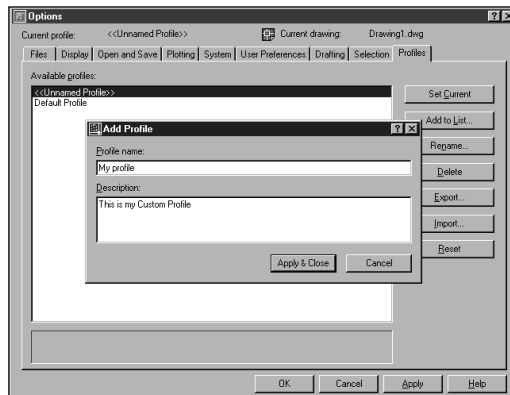 Options
Current profile: <<Unnamed Profile>> Current drawing: Drawing1.dwg
Files Display Open and Save Plotting System User Preferences Drafting Selection Profiles
Available profiles:
<<Unnamed Profile>>
Default Profile
Set Current
Add to List...
Rename...
Delete
Export...
Import...
Reset
Add Profile
Profile name:
My profile
Description:
This is my Custom Profile
Apply & Close Cancel
OK Cancel Apply Help